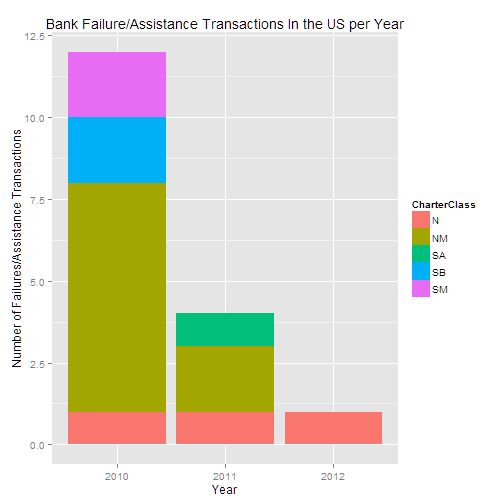 Bank Failure/Assistance Transactions In the US per Year
Number of Failures/Assistance Transactions
12.5
10.0
7.5
5.0
2.5
0.0
2010
2011
2012
Year
CharterClass
N
NM
SA
SB
SM